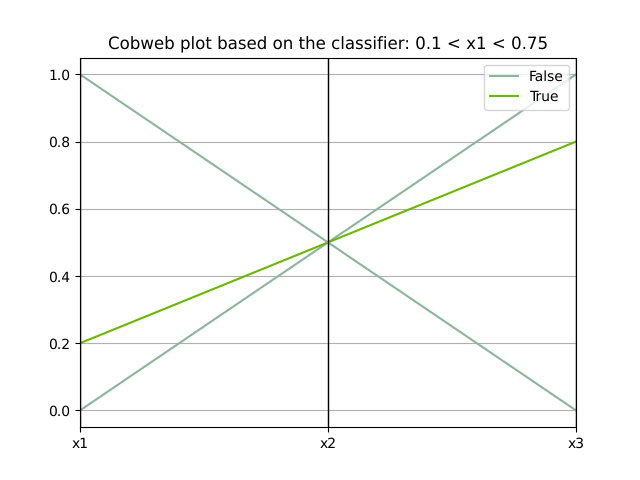 Cobweb plot based on the classifier: 0.1 < x1 < 0.75
False
True
1.0
0.8
0.6
0.4
0.2
0.0
x1
x2
x3